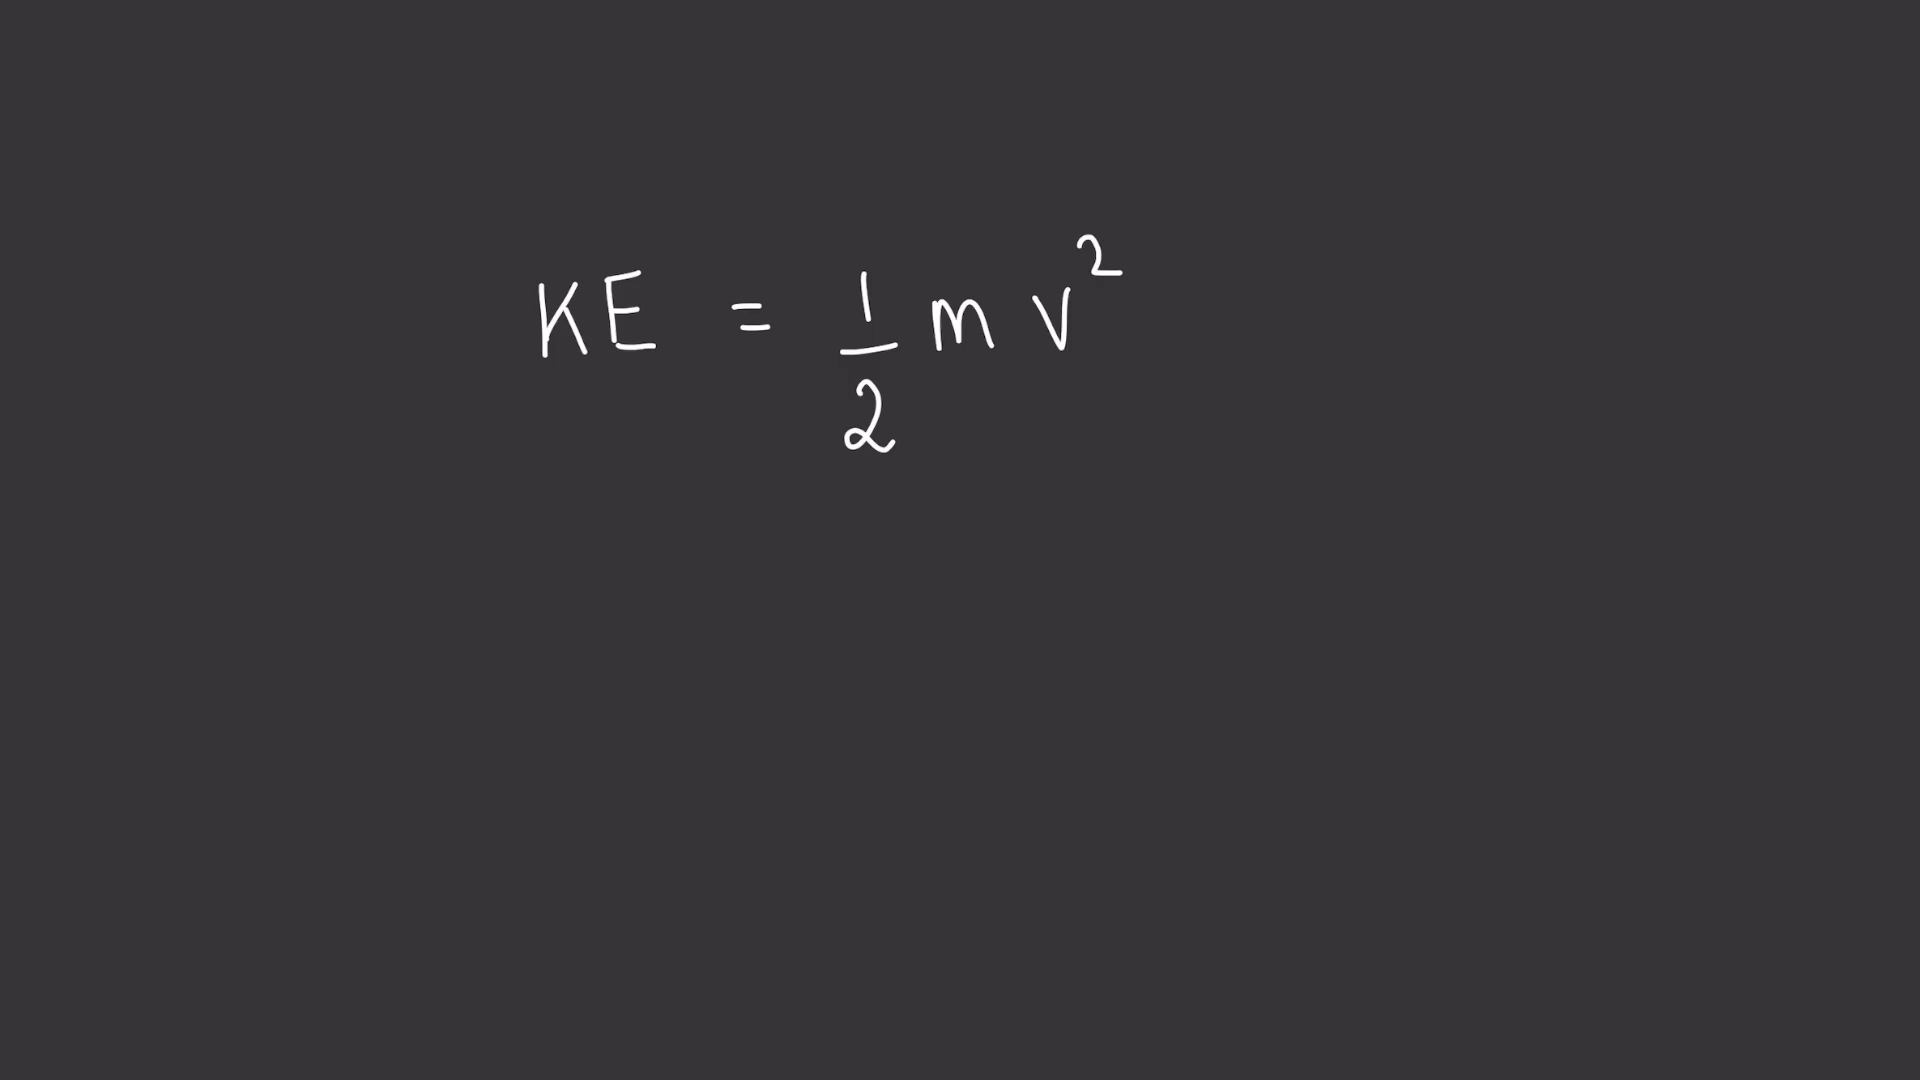 KE = 1/2 m v²